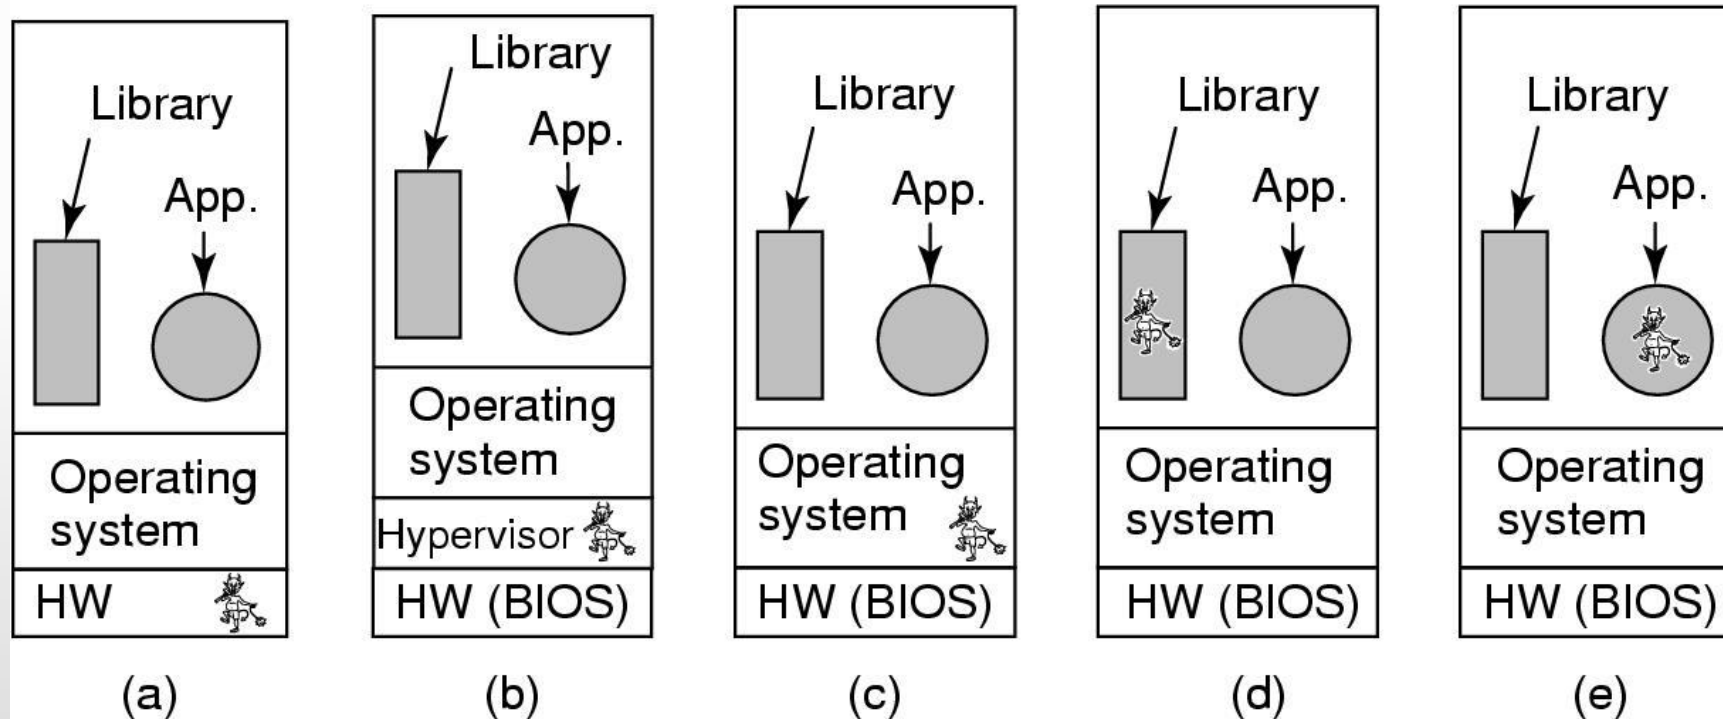 Library
App.
Operating
system
HW
(a)
Library
App.
Operating
system
Hypervisor
HW (BIOS)
(b)
Library
App.
Operating
system
HW (BIOS)
(c)
Library
App.
Operating
system
HW (BIOS)
(d)
Library
App.
Operating
system
HW (BIOS)
(e)